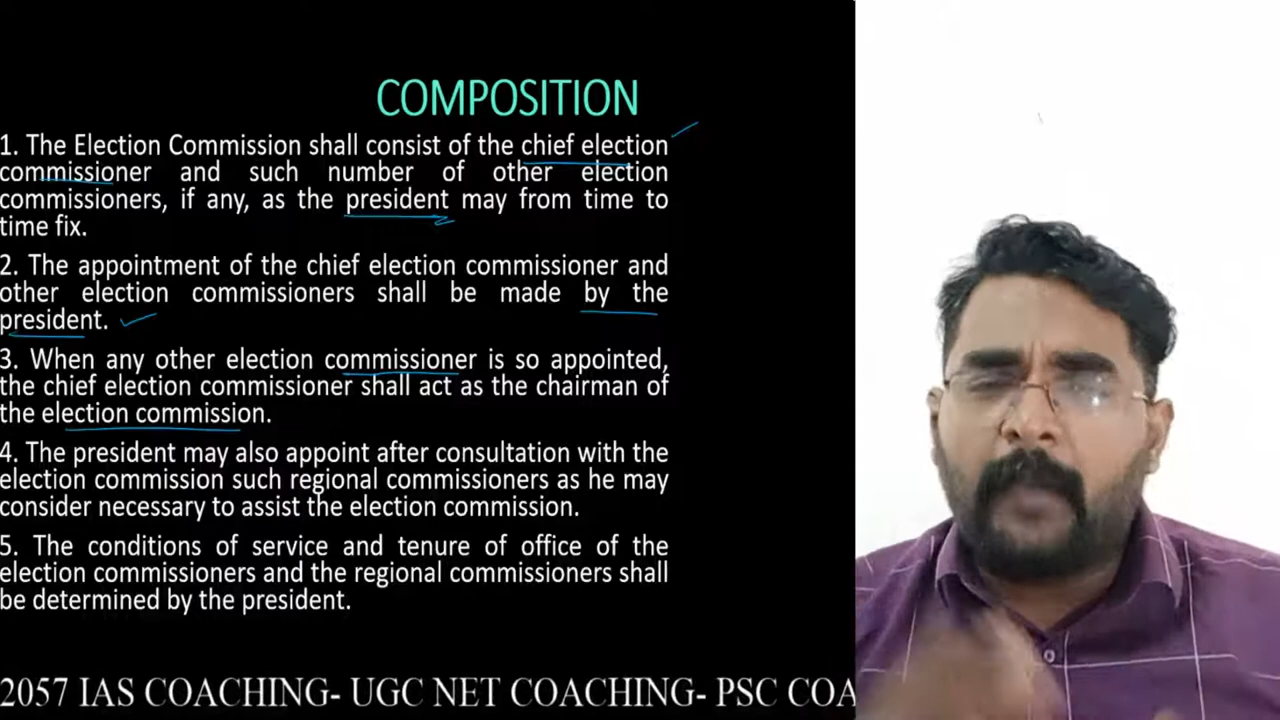 COMPOSITION
1. The Election Commission shall consist of the chief election
commissioner and such number of other election
commissioners, if any, as the president may from time to
time fix.
2. The appointment of the chief election commissioner and
other election commissioners shall be made by the
president.
3. When any other election commissioner is so appointed,
the chief election commissioner shall act as the chairman of
the election commission.
4. The president may also appoint after consultation with the
election commission such regional commissioners as he may
consider necessary to assist the election commission.
5. The conditions of service and tenure of office of the
election commissioners and the regional commissioners shall
be determined by the president.
2057 IAS COACHING- UGC NET COACHING- PSC COA